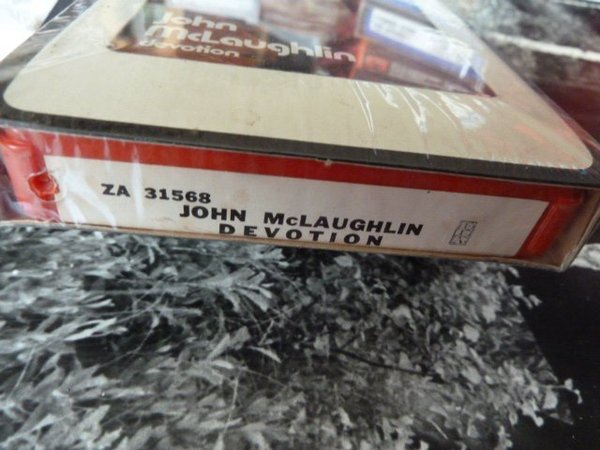 John
McLaughlin
devotion
ZA 31568
JOHN McLAUGHLIN
DEVOTION